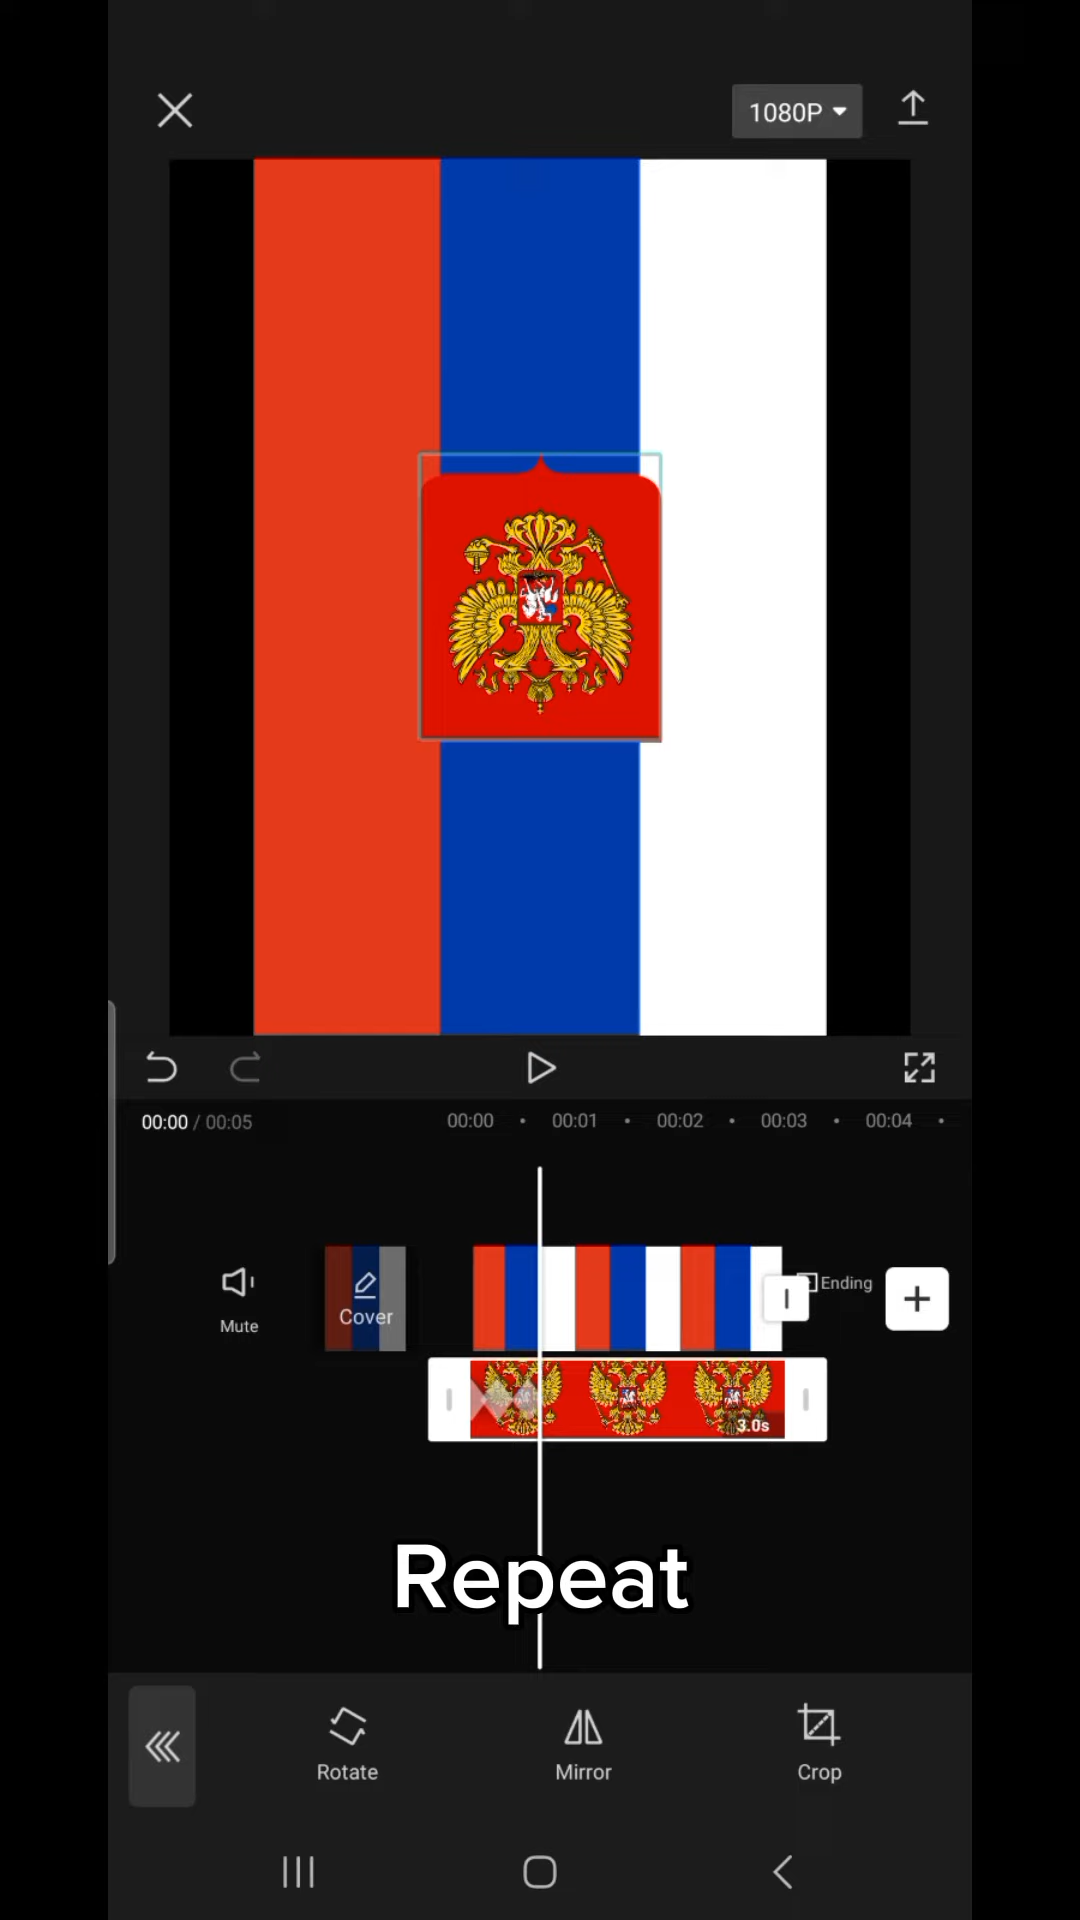 1080P
00:00 / 00:05
00:00
00:01
00:02
00:03
00:04
Mute
Cover
Ending
3.0s
Repeat
Rotate
Mirror
Crop